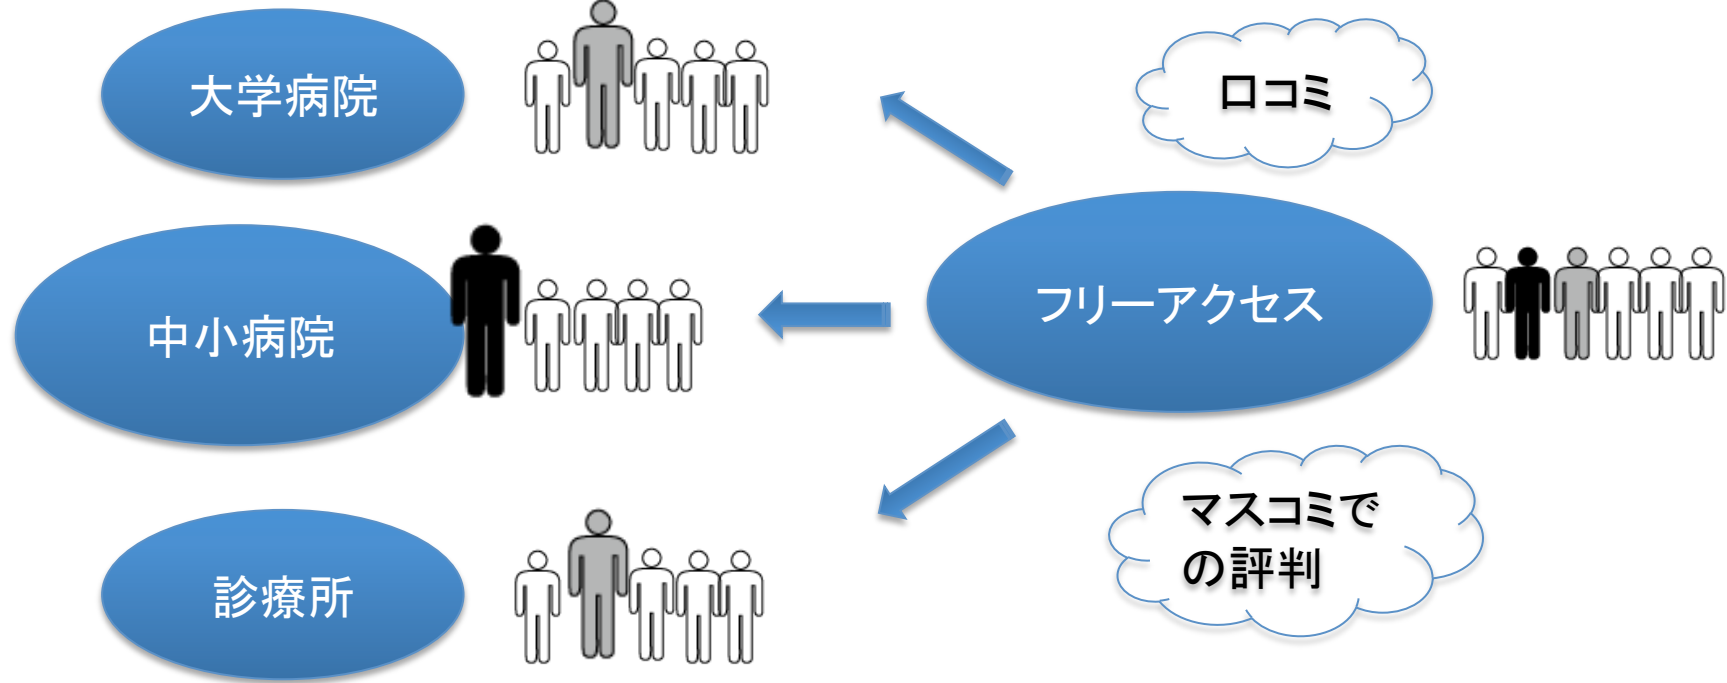 大学病院
口コミ
中小病院
フリーアクセス
マスコミで
の評判
診療所